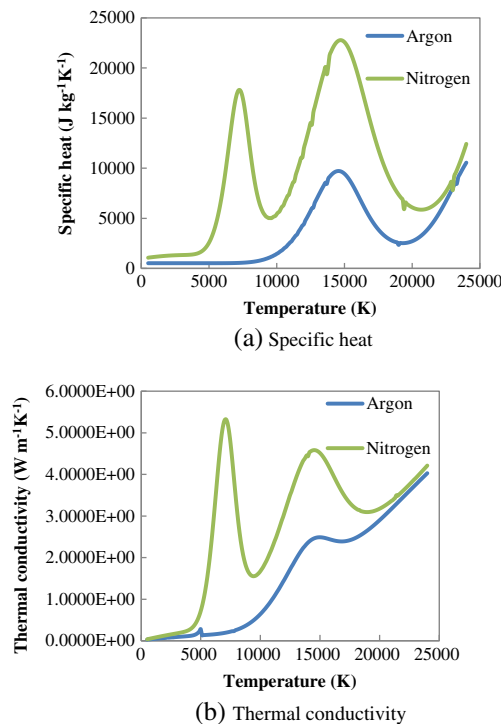 Argon
25000
20000
Nitrogen
15000
10000
5000
0
Specific heat (J kg-1K-1)
0 5000 10000 15000 20000 25000
Temperature (K)
(a) Specific heat
6.0000E+00
Argon
5.0000E+00
Nitrogen
4.0000E+00
3.0000E+00
2.0000E+00
1.0000E+00
0.0000E+00
Thermal conductivity (W m-1K-1)
0 5000 10000 15000 20000 25000
Temperature (K)
(b) Thermal conductivity